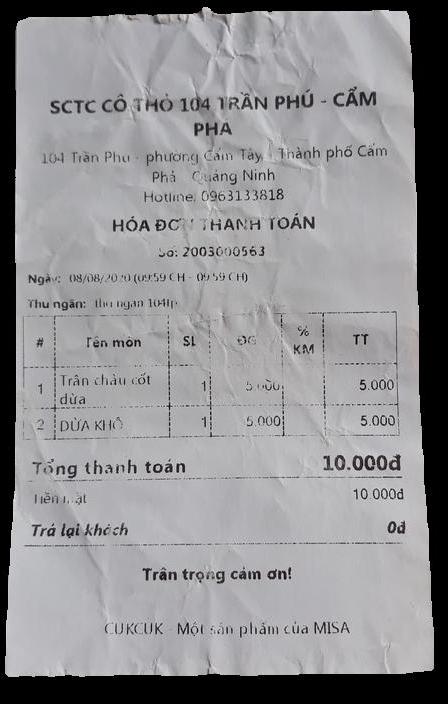 SCTC CÔ THỎ 104 TRẦN PHÚ - CẨM
PHA
104 Trần Phu - phường Cẩm Tây, Thành phố Cẩm
Phả Quảng Ninh
Hotline: 0963133818
HÓA ĐƠN THANH TOÁN
Số: 2003000563
Ngày: 08/08/2020 (09:59 CH - 09:59 CH)
Thu ngân: thu ngan 104tp
# Tên món SL ĐG % KM TT
1 Trân châu cốt dừa 1 5.000 5.000
2 DỪA KHÔ 1 5.000 5.000
Tổng thanh toán 10.000đ
Tiền mặt 10.000đ
Trả lại khách 0đ
Trân trọng cảm ơn!
CUKCUK - Một sản phẩm của MISA